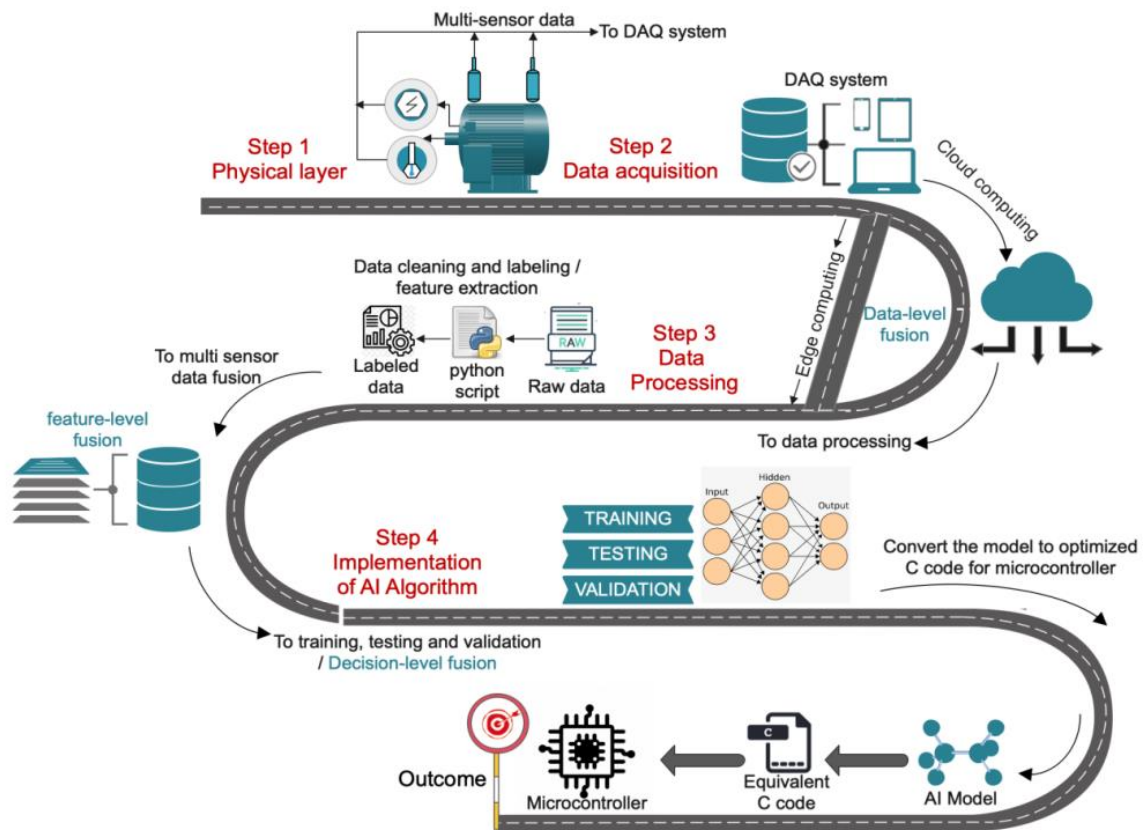 Multi-sensor data
To DAQ system
DAQ system
Step 1
Physical layer
Step 2
Data acquisition
Cloud computing
Edge computing
Data-level
fusion
Data cleaning and labeling /
feature extraction
RAW
Labeled
data
python
script
Raw data
Step 3
Data
Processing
To multi sensor
data fusion
To data processing
feature-level
fusion
Step 4
Implementation
of AI Algorithm
TRAINING
TESTING
VALIDATION
Input
Hidden
Output
Convert the model to optimized
C code for microcontroller
To training, testing and validation
/ Decision-level fusion
Outcome
Microcontroller
C
Equivalent
C code
AI Model